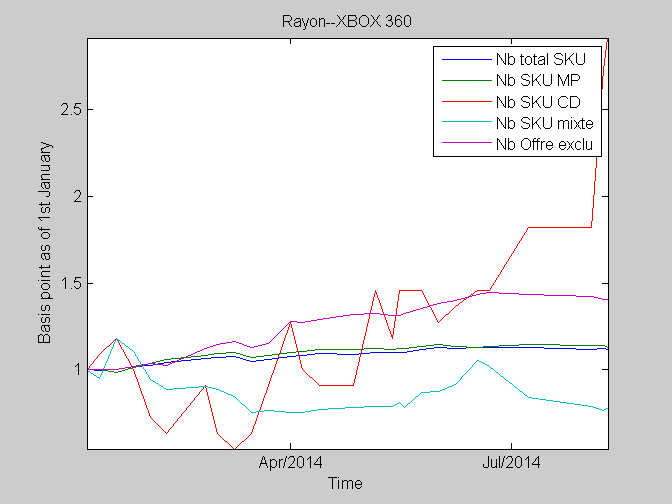 Rayon--XBOX 360
Nb total SKU
Nb SKU MP
Nb SKU CD
Nb SKU mixte
Nb Offre exclu
2.5
2
1.5
1
Basis point as of 1st January
Apr/2014
Jul/2014
Time